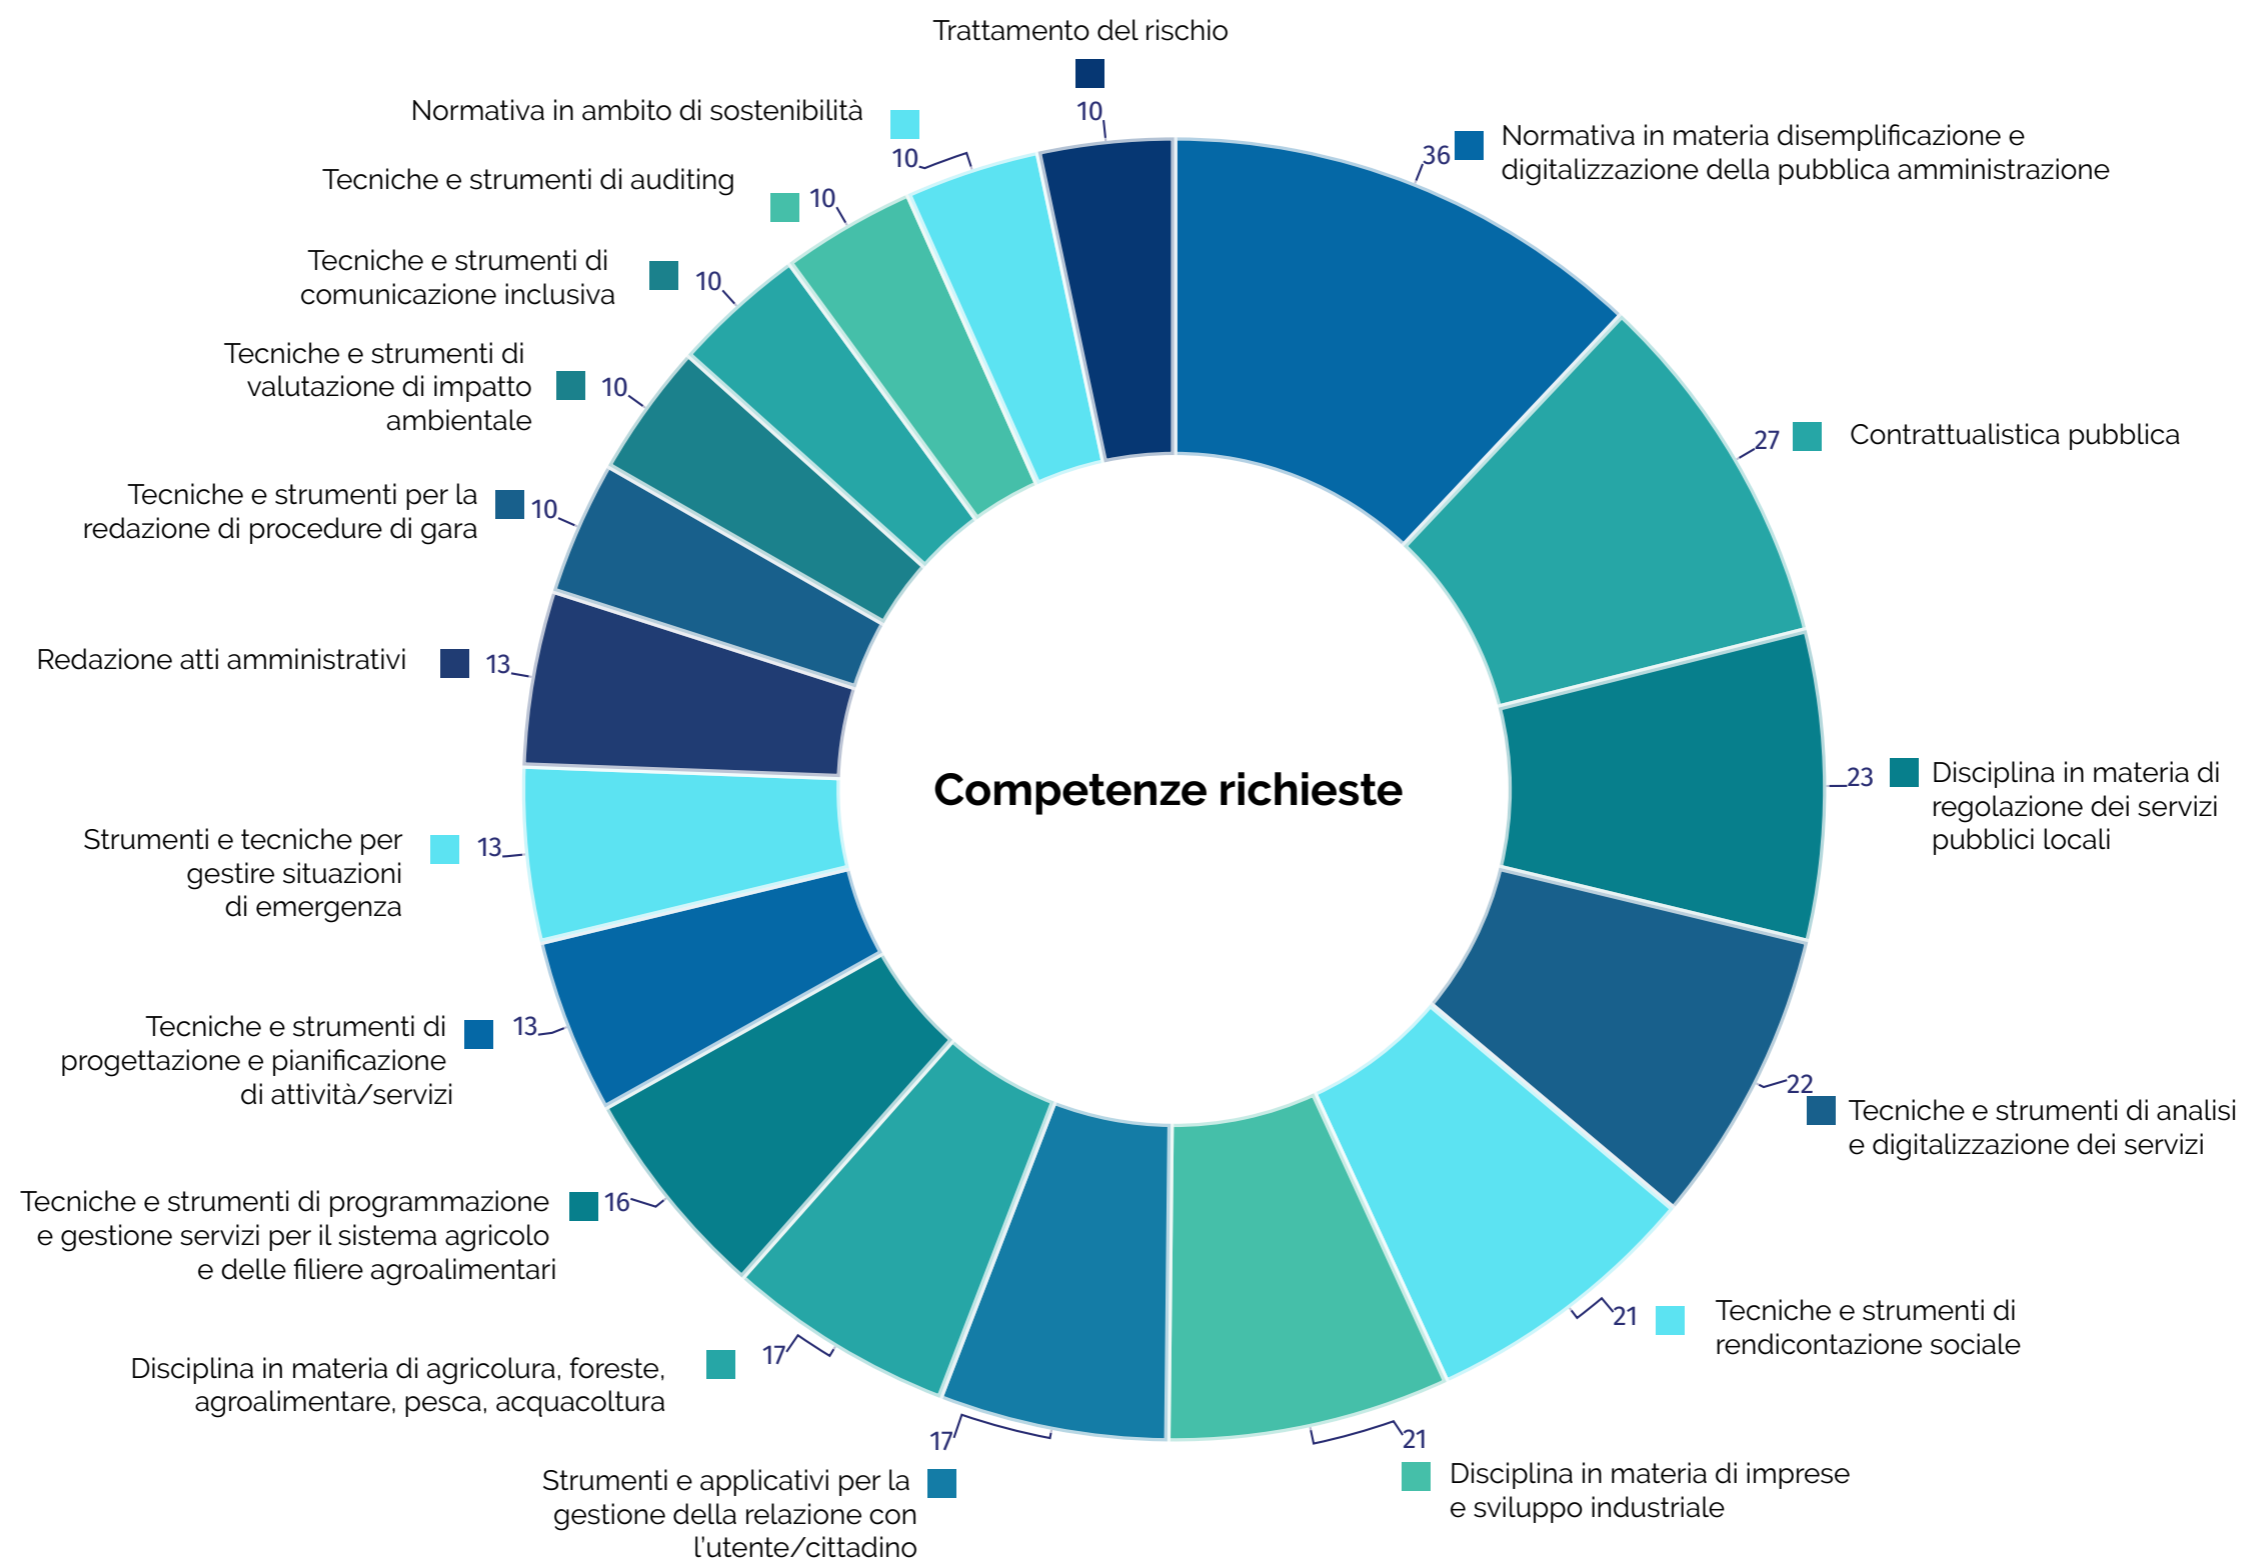 Trattamento del rischio
10
Normativa in materia disemplificazione e
digitalizzazione della pubblica amministrazione
36
Contrattualistica pubblica
27
Disciplina in materia di
regolazione dei servizi
pubblici locali
23
Tecniche e strumenti di analisi
e digitalizzazione dei servizi
22
Tecniche e strumenti di
rendicontazione sociale
21
Disciplina in materia di imprese
e sviluppo industriale
21
Strumenti e applicativi per la
gestione della relazione con
l'utente/cittadino
17
Disciplina in materia di agricolura, foreste,
agroalimentare, pesca, acquacoltura
17
Tecniche e strumenti di programmazione
e gestione servizi per il sistema agricolo
e delle filiere agroalimentari
16
Tecniche e strumenti di
progettazione e pianificazione
di attività/servizi
13
Strumenti e tecniche per
gestire situazioni
di emergenza
13
Redazione atti amministrativi
13
Tecniche e strumenti per la
redazione di procedure di gara
10
Tecniche e strumenti di
valutazione di impatto
ambientale
10
Tecniche e strumenti di
comunicazione inclusiva
10
Tecniche e strumenti di auditing
10
Normativa in ambito di sostenibilità
10
Competenze richieste